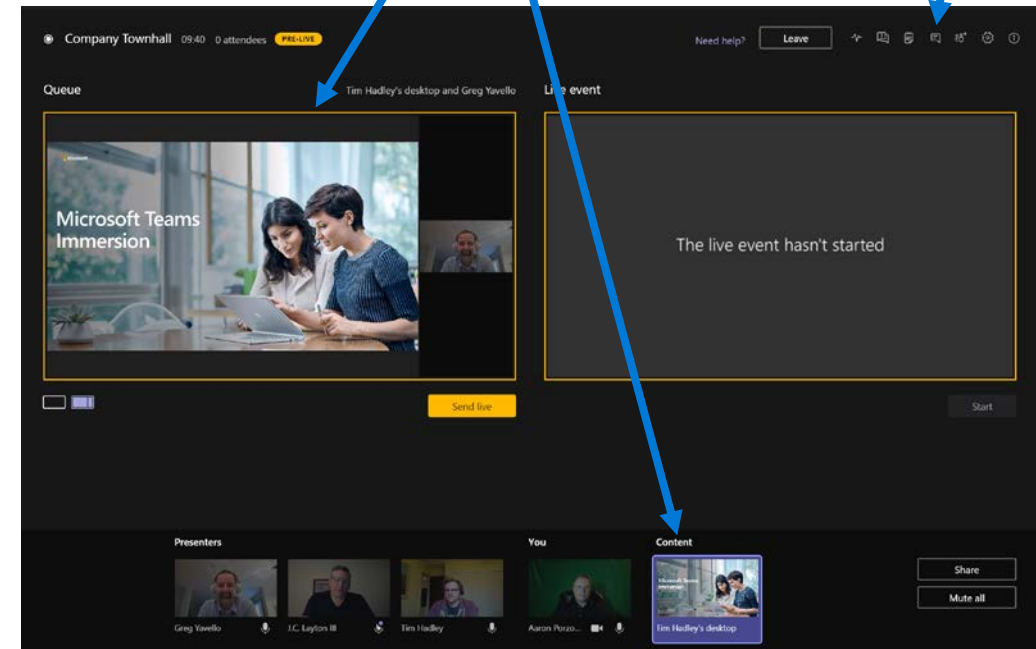 Company Townhall 09:40 0 attendees PRE-LIVE
Need help? Leave
Queue
Tim Hadley's desktop and Greg Yavello
Live event
Microsoft Teams
Immersion
The live event hasn't started
Send live
Start
Presenters
You
Content
Share
Mute all
Greg Yavello
J.C. Layton III
Tim Hadley
Aaron Porzo...
Tim Hadley's desktop